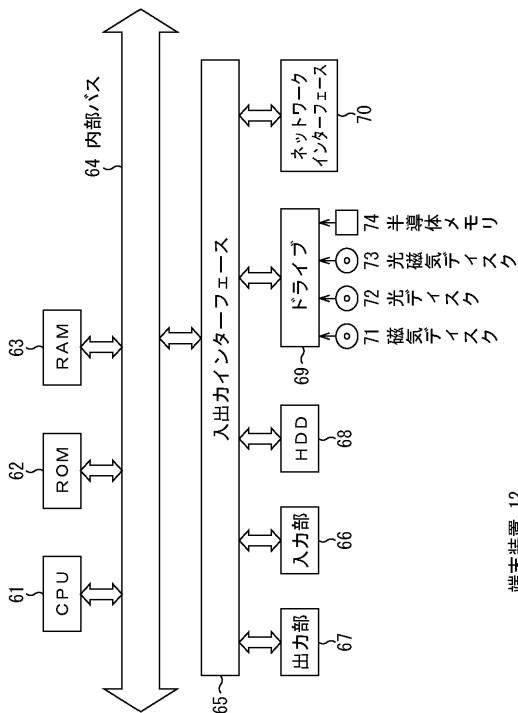 61
CPU
62
ROM
63
RAM
64 内部バス
65
入出力インターフェース
67
出力部
66
入力部
68
HDD
69
ドライブ
70
ネットワーク
インターフェース
71 磁気ディスク
72 光ディスク
73 光磁気ディスク
74 半導体メモリ
端末装置 12